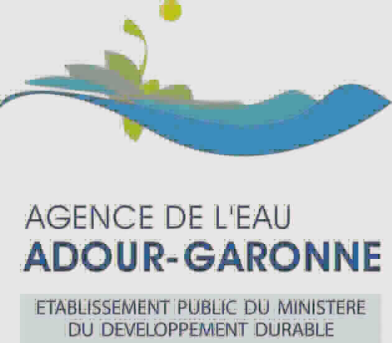 AGENCE DE L'EAU
ADOUR-GARONNE
ETABLISSEMENT PUBLIC DU MINISTERE
DU DEVELOPPEMENT DURABLE